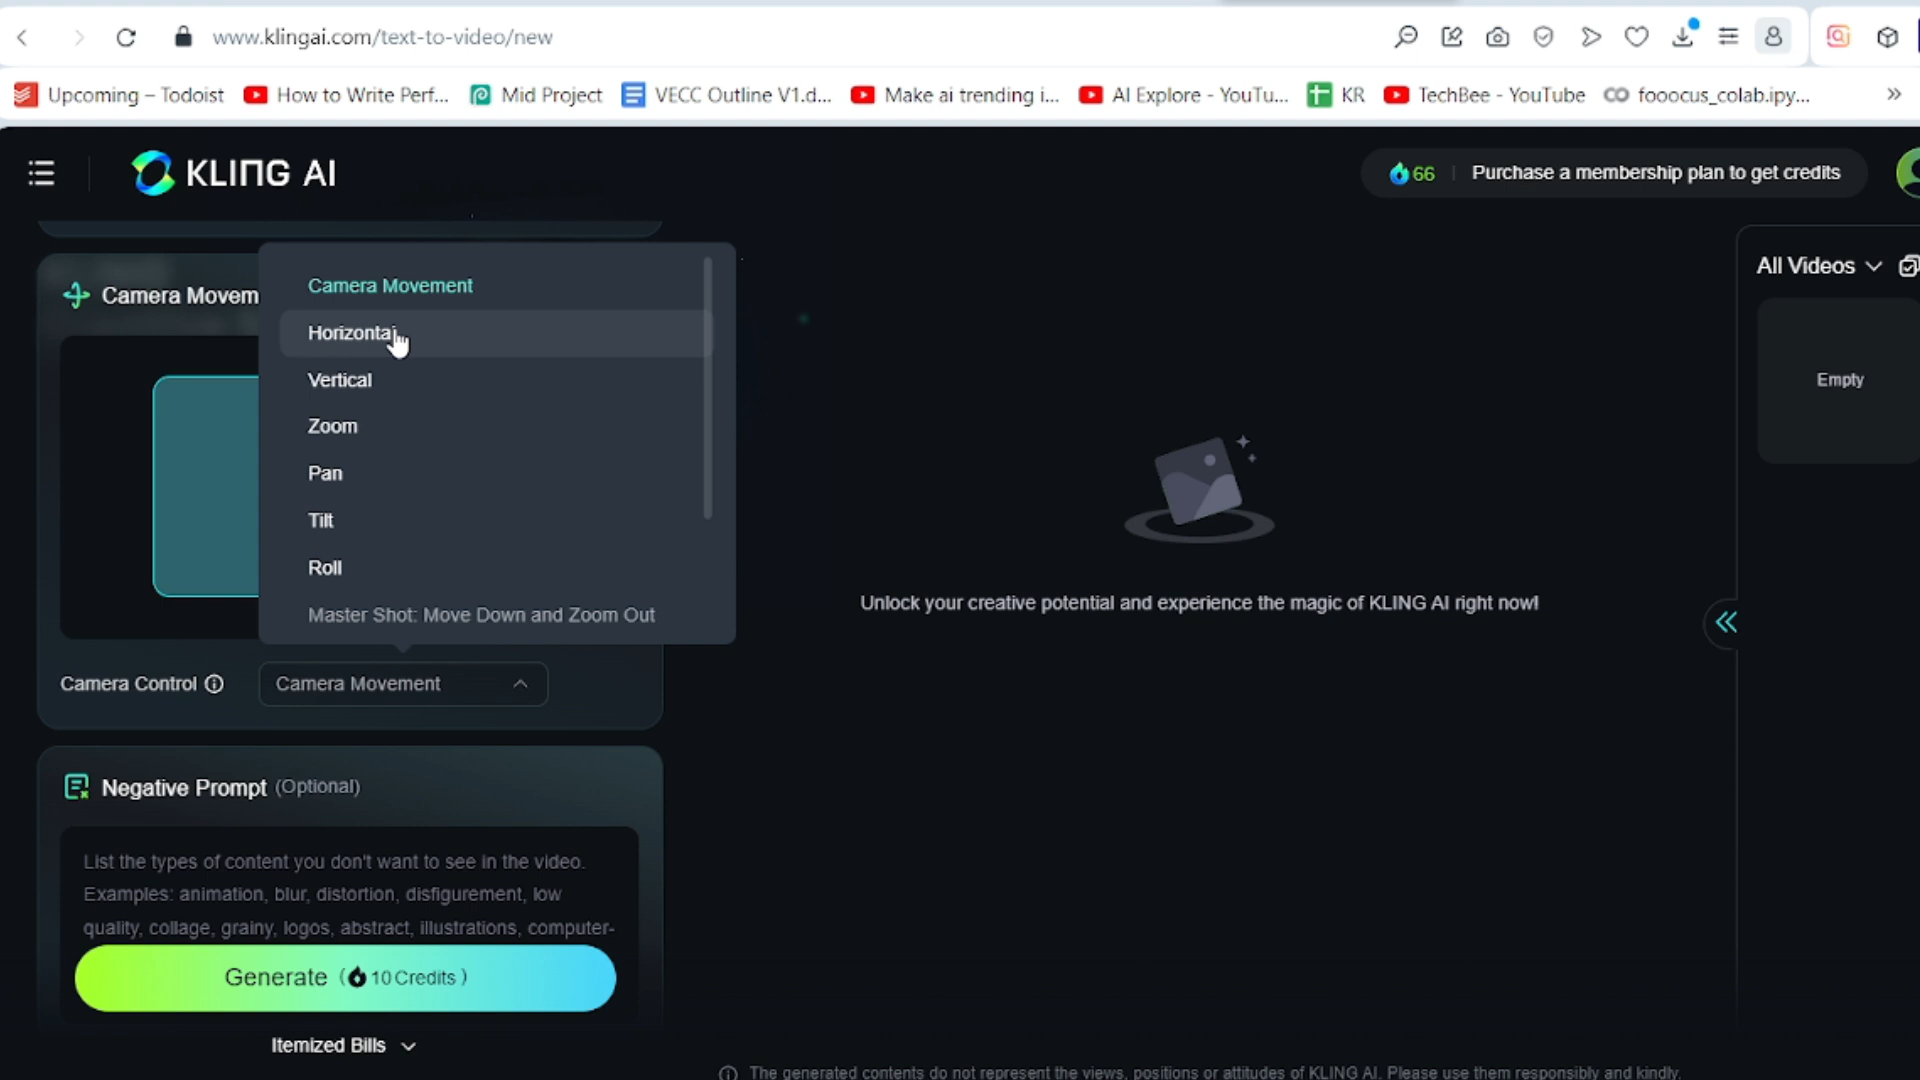 www.klingai.com/text-to-video/new
Upcoming – Todoist How to Write Perf... Mid Project VECC Outline V1.d... Make ai trending i... AI Explore - YouTu... KR TechBee - YouTube fooocus_colab.ipy...
KLING AI
66 Purchase a membership plan to get credits
All Videos
Empty
Camera Movem
Camera Movement
Horizontal
Vertical
Zoom
Pan
Tilt
Roll
Master Shot: Move Down and Zoom Out
Camera Control Camera Movement
Unlock your creative potential and experience the magic of KLING AI right now!
Negative Prompt (Optional)
List the types of content you don't want to see in the video.
Examples: animation, blur, distortion, disfigurement, low
quality, collage, grainy, logos, abstract, illustrations, computer-
Generate ( 10 Credits )
Itemized Bills
The generated contents do not represent the views, positions or attitudes of KLING AI. Please use them responsibly and kindly.